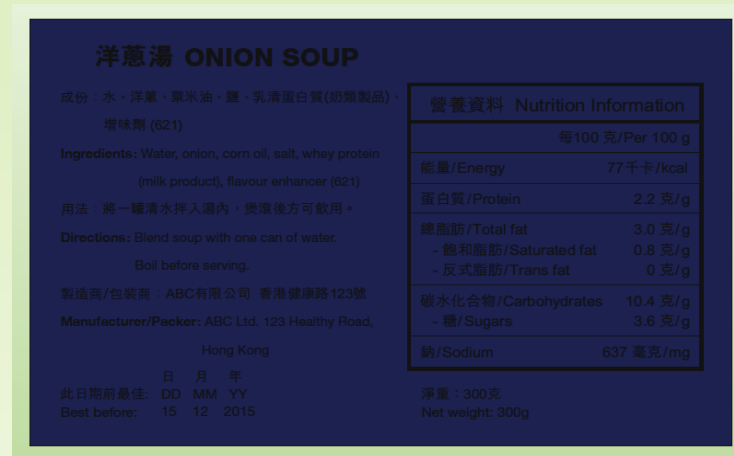 洋蔥湯 ONION SOUP
成份：水、洋蔥、粟米油、鹽、乳清蛋白質(奶類製品)、
增味劑 (621)
Ingredients: Water, onion, corn oil, salt, whey protein
(milk product), flavour enhancer (621)
用法：將一罐清水拌入湯內，煲滾後方可飲用。
Directions: Blend soup with one can of water.
Boil before serving.
製造商/包裝商：ABC有限公司 香港健康路123號
Manufacturer/Packer: ABC Ltd. 123 Healthy Road,
Hong Kong
日 月 年
此日期前最佳: DD MM YY
Best before: 15 12 2015
營養資料 Nutrition Information
每100 克/Per 100 g
能量/Energy 77千卡/kcal
蛋白質/Protein 2.2 克/g
總脂肪/Total fat 3.0 克/g
- 飽和脂肪/Saturated fat 0.8 克/g
- 反式脂肪/Trans fat 0 克/g
碳水化合物/Carbohydrates 10.4 克/g
- 糖/Sugars 3.6 克/g
鈉/Sodium 637 毫克/mg
淨重：300克
Net weight: 300g